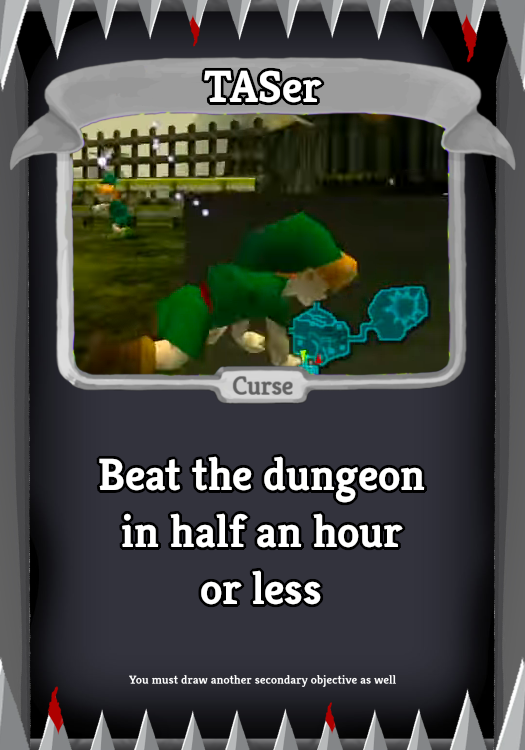 TASer
Curse
Beat the dungeon
in half an hour
or less
You must draw another secondary objective as well